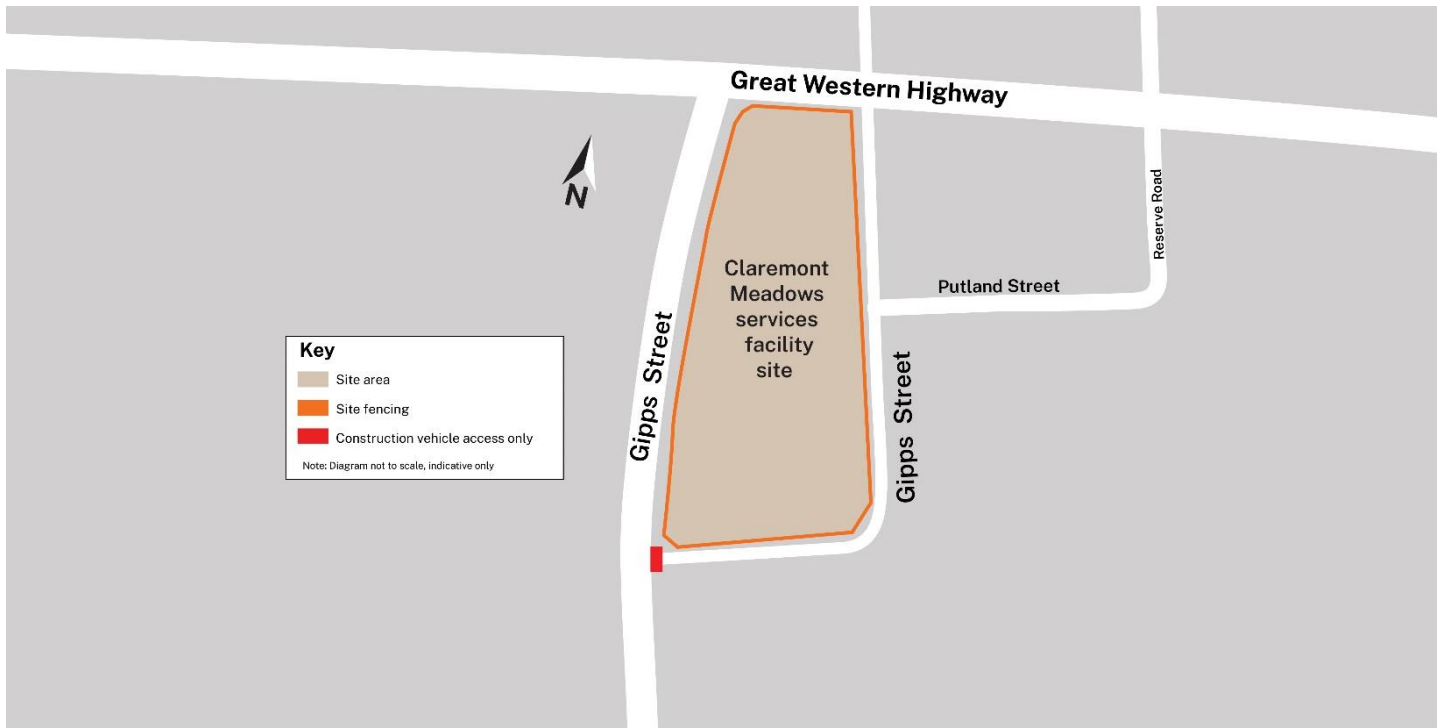 Great Western Highway
N
Reserve Road
Claremont
Meadows
services
facility
site
Putland Street
Gipps Street
Gipps Street
Key
Site area
Site fencing
Construction vehicle access only
Note: Diagram not to scale, indicative only